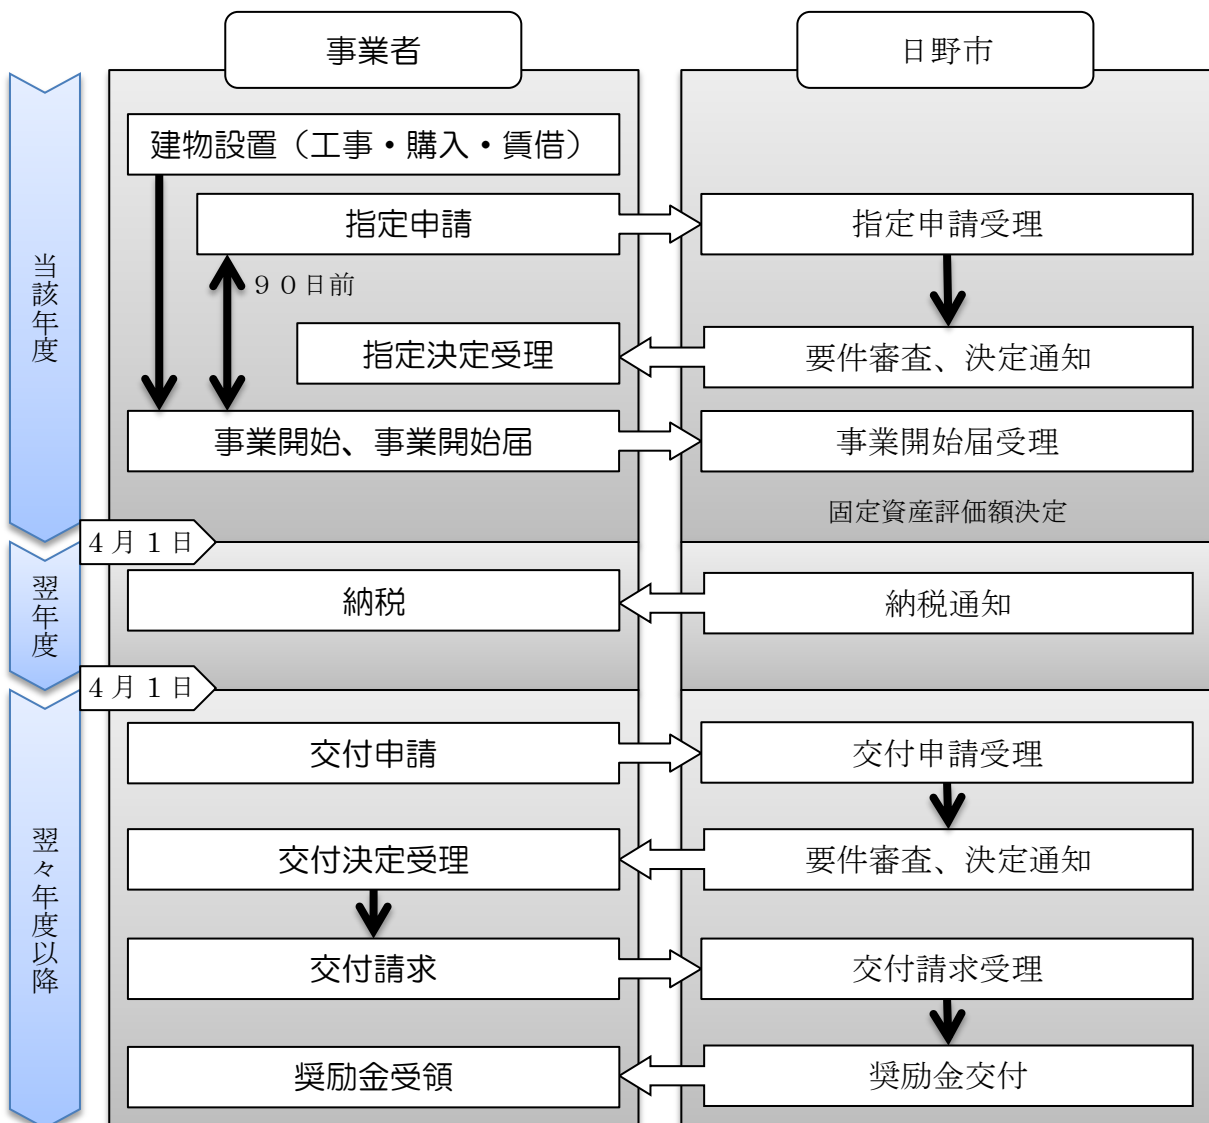 事業者
日野市
当該年度
建物設置（工事・購入・賃借）
指定申請
指定申請受理
９０日前
指定決定受理
要件審査、決定通知
事業開始、事業開始届
事業開始届受理
固定資産評価額決定
４月１日
翌年度
納税
納税通知
４月１日
翌々年度以降
交付申請
交付申請受理
交付決定受理
要件審査、決定通知
交付請求
交付請求受理
奨励金受領
奨励金交付